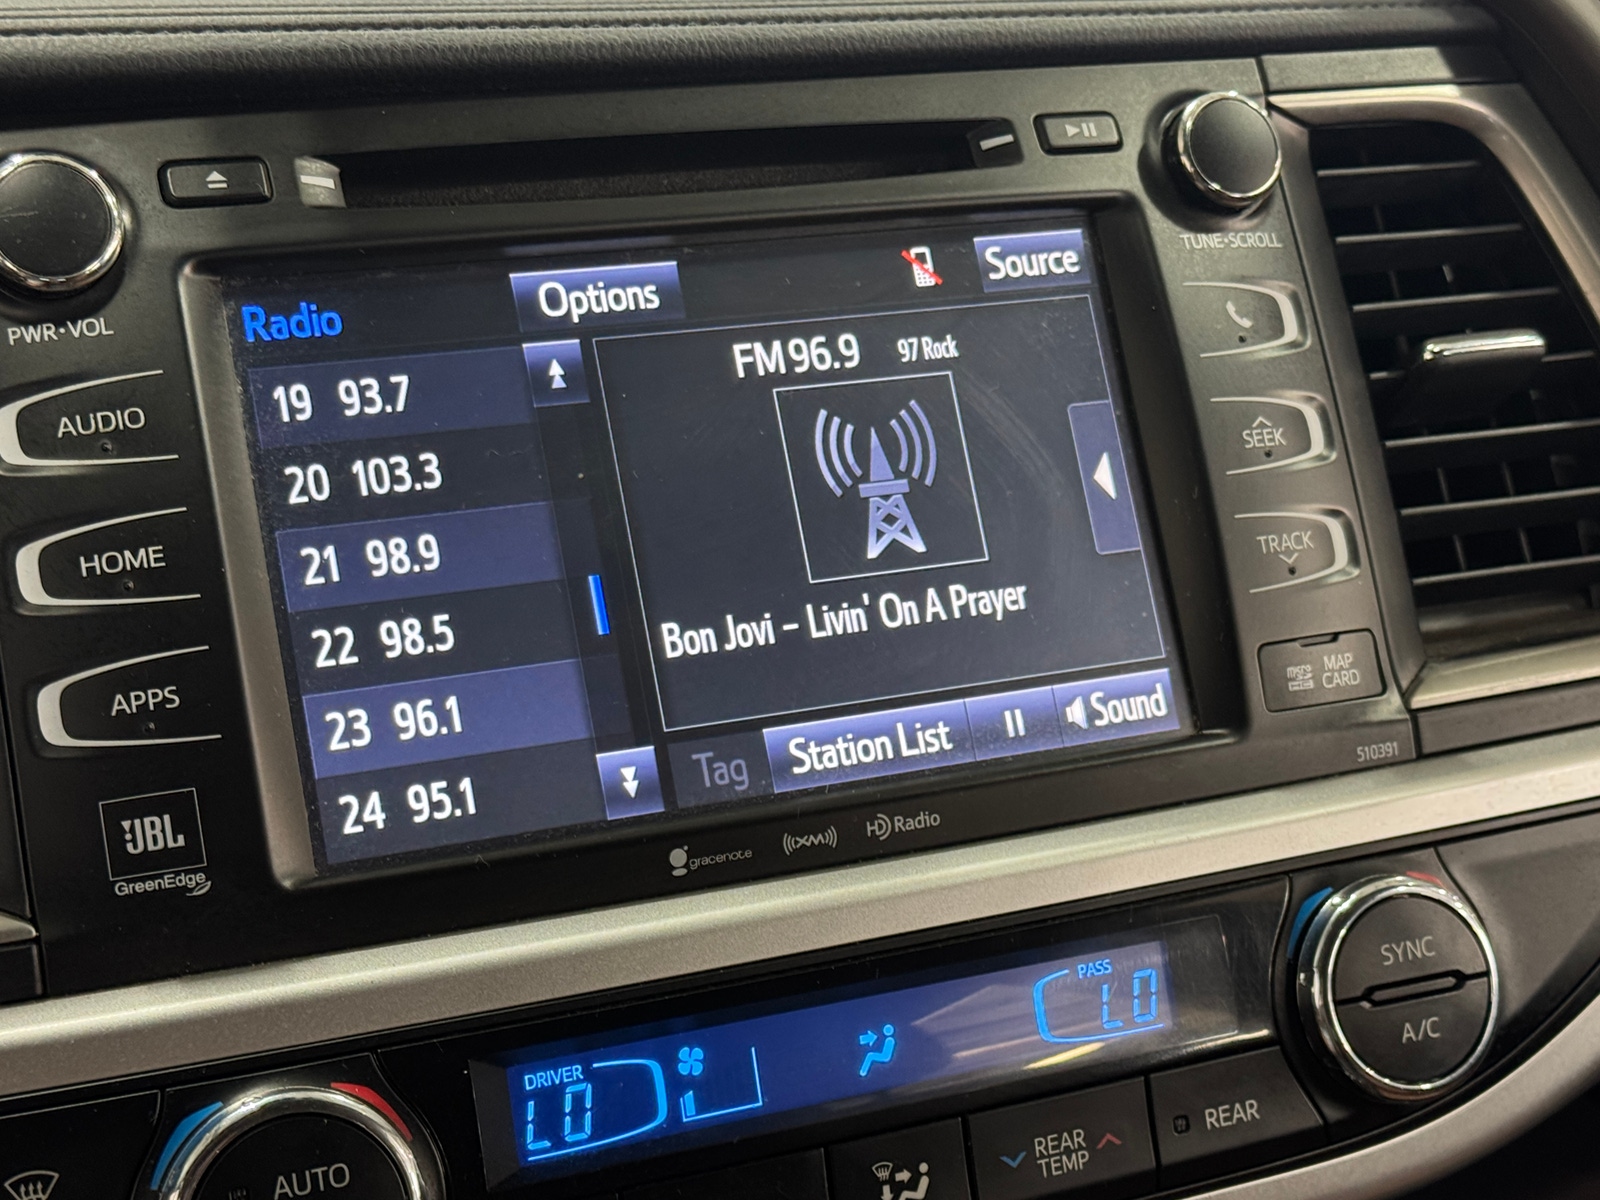 PWR•VOL
AUDIO
HOME
APPS
JBL
GreenEdge
Radio
Options
Source
19 93.7
20 103.3
21 98.9
22 98.5
23 96.1
24 95.1
FM 96.9 97 Rock
Bon Jovi – Livin' On A Prayer
Tag
Station List
Sound
gracenote
((XM))
HD Radio
TUNE•SCROLL
SEEK
TRACK
MAP
CARD
510391
DRIVER
LO
PASS
LO
AUTO
SYNC
A/C
REAR
TEMP
REAR